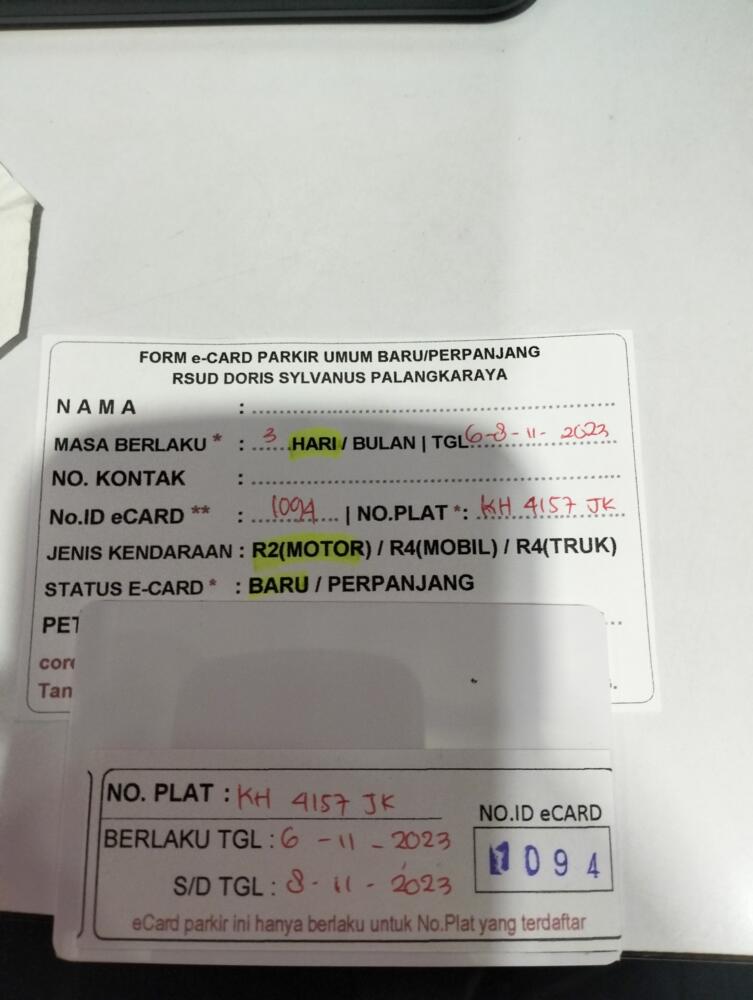 FORM e-CARD PARKIR UMUM BARU/PERPANJANG
RSUD DORIS SYLVANUS PALANGKARAYA
NAMA :
MASA BERLAKU * : 3 HARI / BULAN | TGL 6-8-11-2023
NO. KONTAK :
No.ID eCARD ** : 1094 | NO.PLAT *: KH 4157 JK
JENIS KENDARAAN : R2(MOTOR) / R4(MOBIL) / R4(TRUK)
STATUS E-CARD * : BARU / PERPANJANG
PET
core
Tan
NO. PLAT : KH 4157 JK
BERLAKU TGL : 6 - 11 - 2023
S/D TGL : 8 - 11 - 2023
NO.ID eCARD
1094
eCard parkir ini hanya berlaku untuk No.Plat yang terdaftar